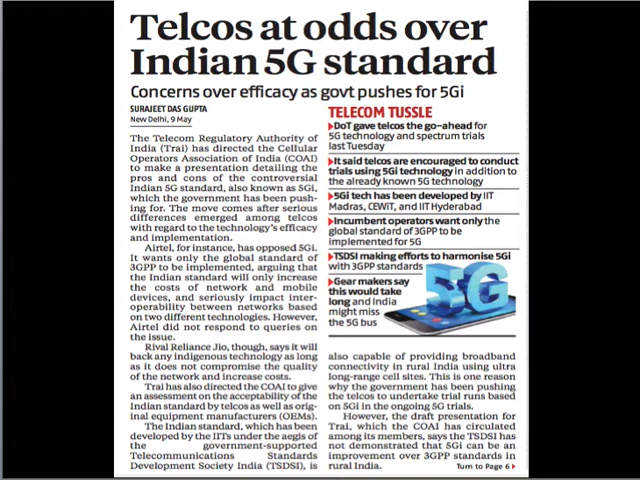 Telcos at odds over
Indian 5G standard
Concerns over efficacy as govt pushes for 5Gi
SURAJEET DAS GUPTA
New Delhi, 9 May
The Telecom Regulatory Authority of
India (Trai) has directed the Cellular
Operators Association of India (COAI)
to make a presentation detailing the
pros and cons of the controversial
Indian 5G standard, also known as 5Gi,
which the government has been push-
ing for. The move comes after serious
differences emerged among telcos
with regard to the technology's efficacy
and implementation.
Airtel, for instance, has opposed 5Gi.
It wants only the global standard of
3GPP to be implemented, arguing that
the Indian standard will only increase
the costs of network and mobile
devices, and seriously impact inter-
operability between networks based
on two different technologies. However,
Airtel did not respond to queries on
the issue.
Rival Reliance Jio, though, says it will
back any indigenous technology as long
as it does not compromise the quality
of the network and increase costs.
Trai has also directed the COAI to give
an assessment on the acceptability of the
Indian standard by telcos as well as orig-
inal equipment manufacturers (OEMs).
The Indian standard, which has been
developed by the IITs under the aegis of
the government-supported
Telecommunications Standards
Development Society India (TSDSI), is
TELECOM TUSSLE
DoT gave telcos the go-ahead for
5G technology and spectrum trials
last Tuesday
It said telcos are encouraged to conduct
trials using 5Gi technology in addition to
the already known 5G technology
5Gi tech has been developed by IIT
Madras, CEWiT, and IIT Hyderabad
Incumbent operators want only the
global standard of 3GPP to be
implemented for 5G
TSDSI making efforts to harmonise 5Gi
with 3GPP standards
Gear makers say
this would take
long and India
might miss
the 5G bus
5G
also capable of providing broadband
connectivity in rural India using ultra
long-range cell sites. This is one reason
why the government has been pushing
the telcos to undertake trial runs based
on 5Gi in the ongoing 5G trials.
However, the draft presentation for
Trai, which the COAI has circulated
among its members, says the TSDSI has
not demonstrated that 5Gi can be an
improvement over 3GPP standards in
rural India.
Turn to Page 6